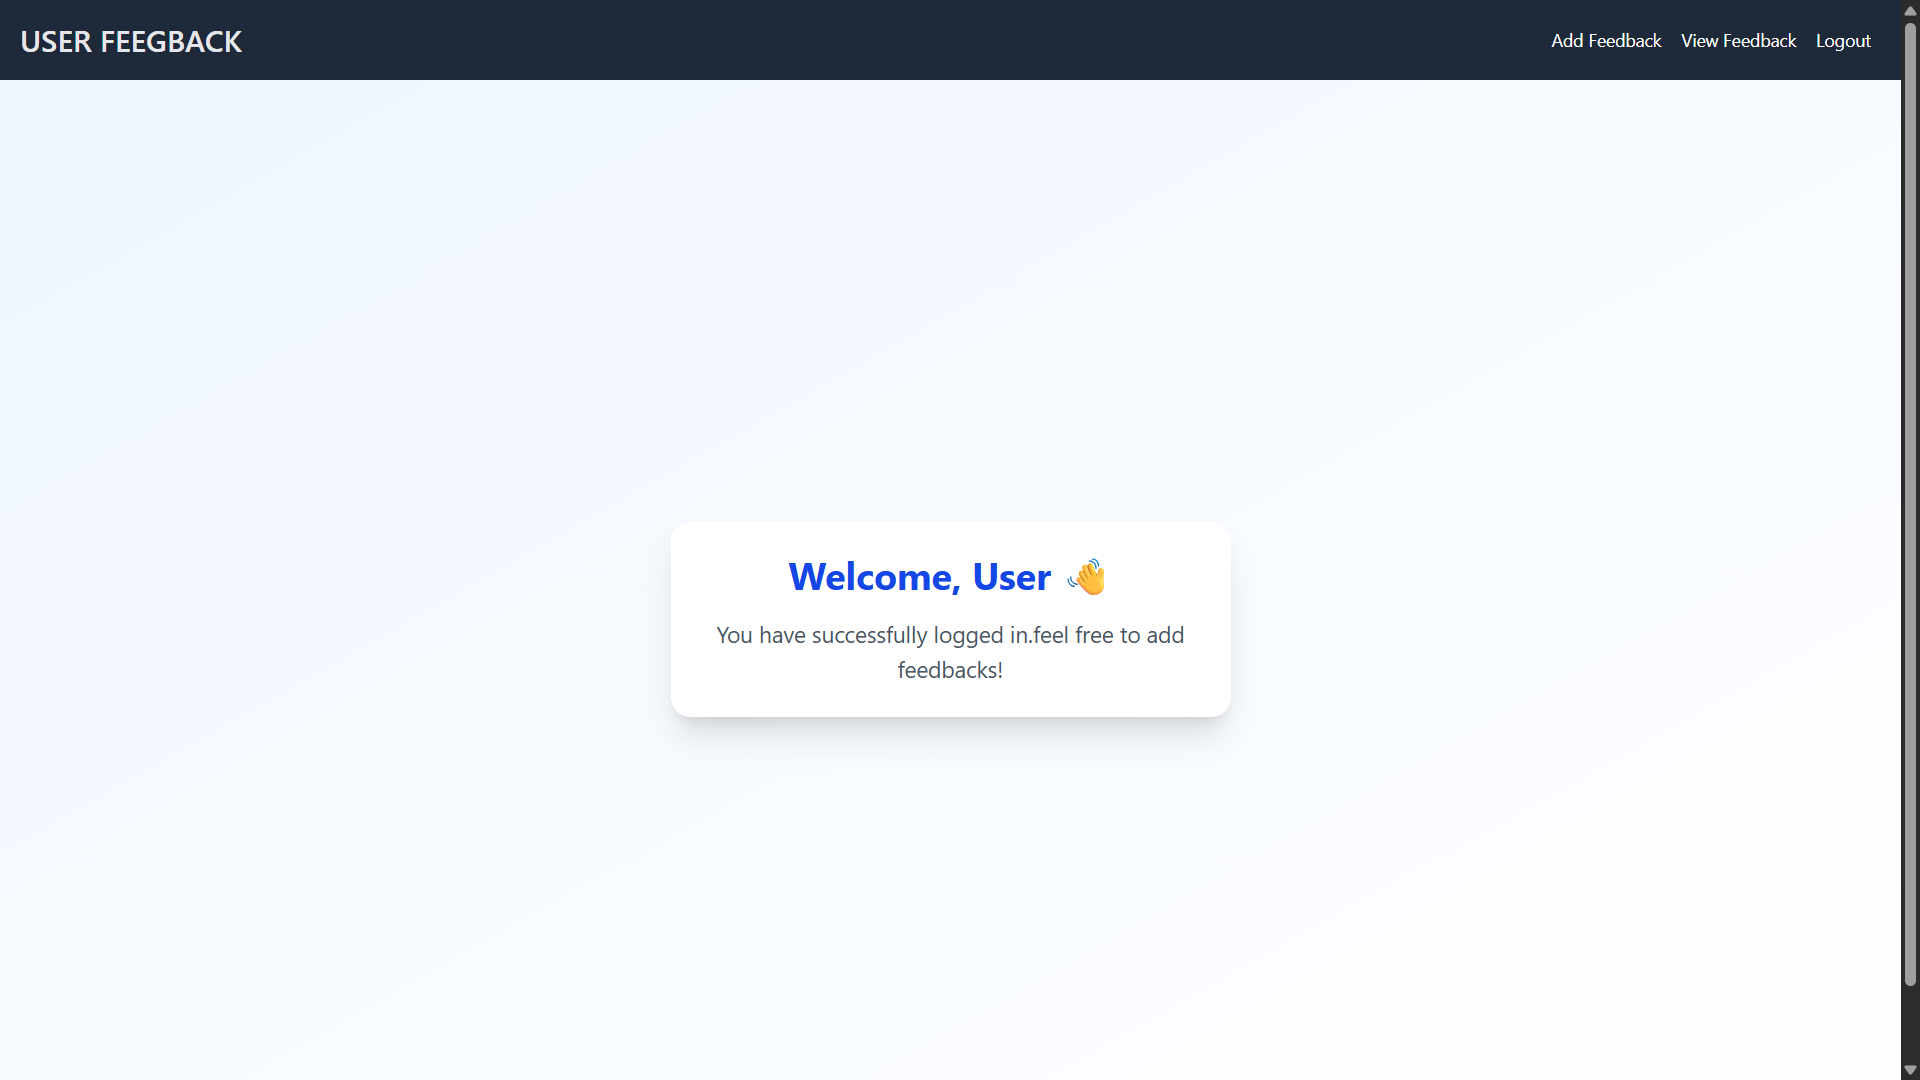 USER FEEGBACK
Add Feedback View Feedback Logout
Welcome, User 👋
You have successfully logged in.feel free to add
feedbacks!